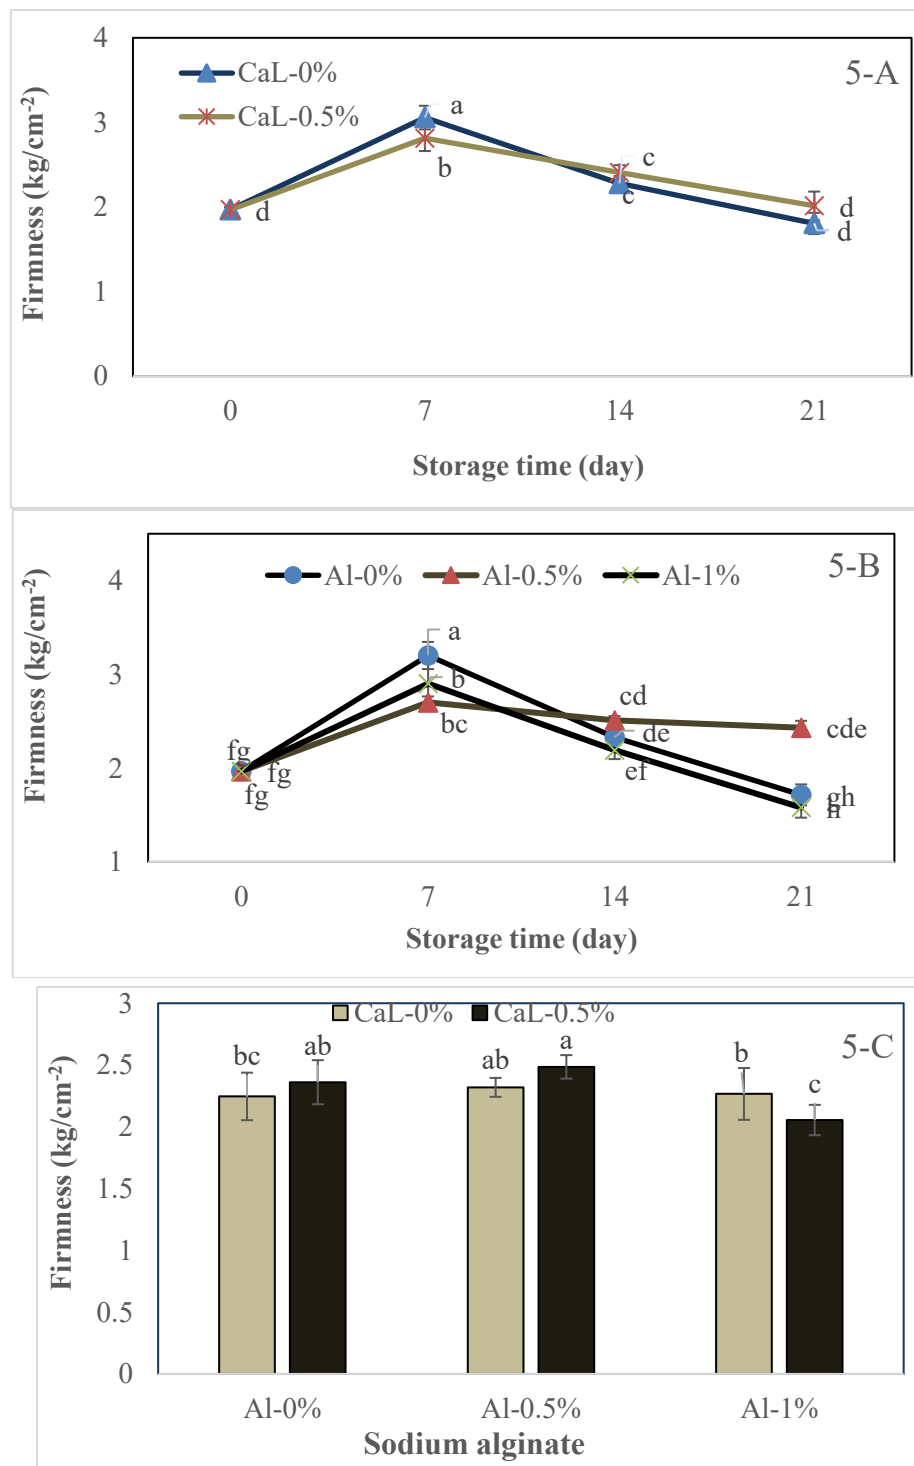 5-A
CaL-0%
CaL-0.5%
Firmness (kg/cm⁻²)
4
3
2
1
0
a
b
c
c
d
d
d
0 7 14 21
Storage time (day)
5-B
Al-0% Al-0.5% Al-1%
Firmness (kg/cm⁻²)
4
3
2
1
a
b
bc
cd
de
ef
cde
fg
fg
fg
gh
h
0 7 14 21
Storage time (day)
CaL-0% CaL-0.5%
5-C
Firmness (kg/cm⁻²)
3
2.5
2
1.5
1
0.5
0
bc ab ab a b c
Al-0% Al-0.5% Al-1%
Sodium alginate